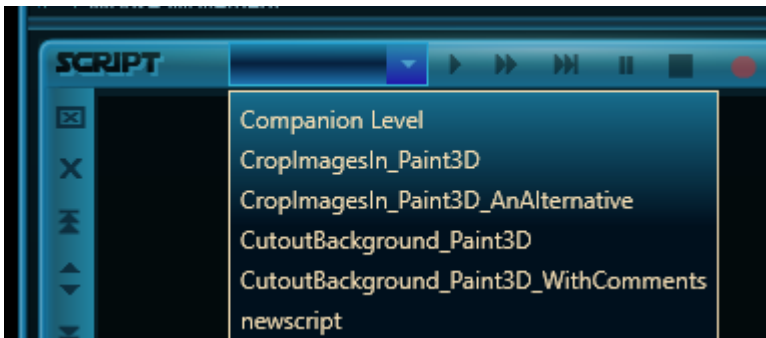 SCRIPT
Companion Level
CropImagesIn_Paint3D
CropImagesIn_Paint3D_AnAlternative
CutoutBackground_Paint3D
CutoutBackground_Paint3D_WithComments
newscript